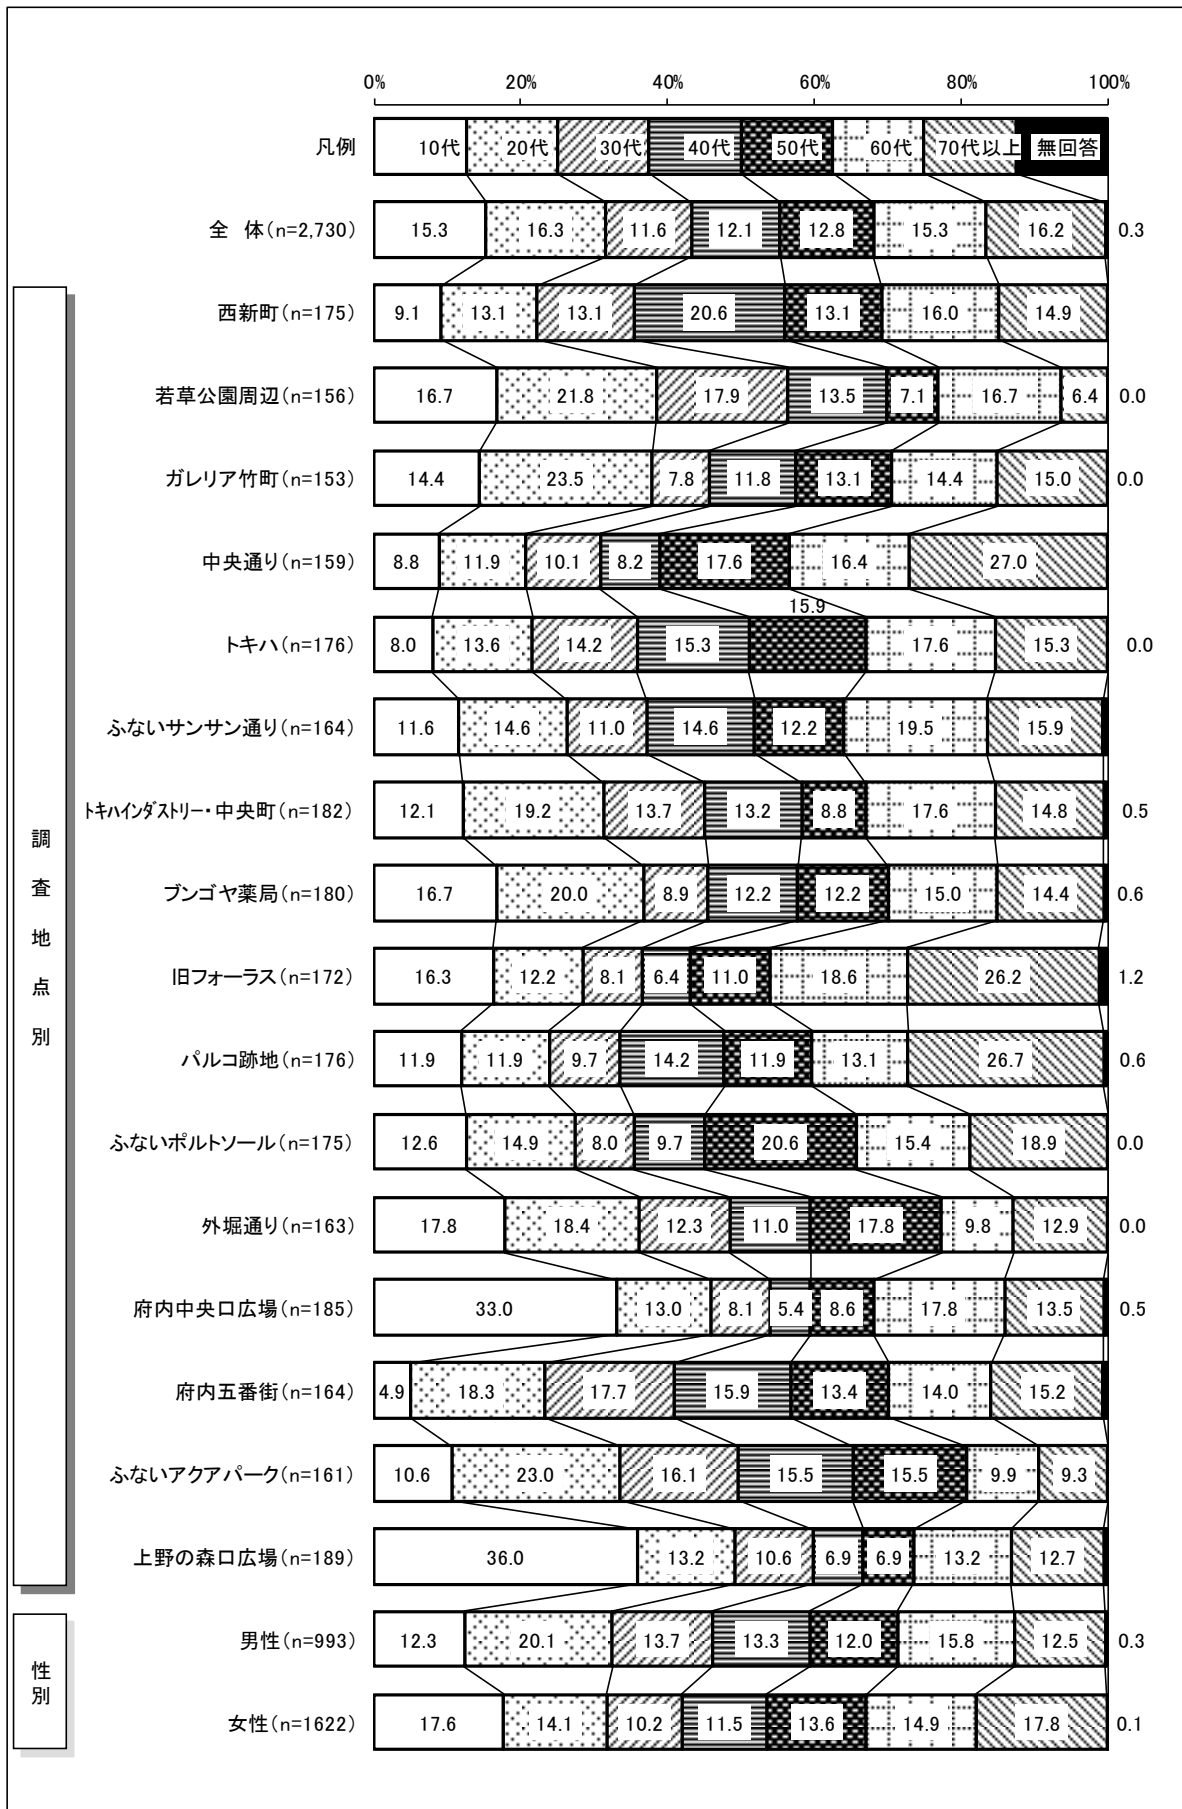 0% 20% 40% 60% 80% 100%
凡例 10代 20代 30代 40代 50代 60代 70代以上 無回答
全 体(n=2,730) 15.3 16.3 11.6 12.1 12.8 15.3 16.2 0.3
調査地点別
西新町(n=175) 9.1 13.1 13.1 20.6 13.1 16.0 14.9
若草公園周辺(n=156) 16.7 21.8 17.9 13.5 7.1 16.7 6.4 0.0
ガレリア竹町(n=153) 14.4 23.5 7.8 11.8 13.1 14.4 15.0 0.0
中央通り(n=159) 8.8 11.9 10.1 8.2 17.6 16.4 27.0
15.9
トキハ(n=176) 8.0 13.6 14.2 15.3 17.6 15.3 0.0
ふないサンサン通り(n=164) 11.6 14.6 11.0 14.6 12.2 19.5 15.9
トキハインダストリー・中央町(n=182) 12.1 19.2 13.7 13.2 8.8 17.6 14.8 0.5
ブンゴヤ薬局(n=180) 16.7 20.0 8.9 12.2 12.2 15.0 14.4 0.6
旧フォーラス(n=172) 16.3 12.2 8.1 6.4 11.0 18.6 26.2 1.2
パルコ跡地(n=176) 11.9 11.9 9.7 14.2 11.9 13.1 26.7 0.6
ふないポルトソール(n=175) 12.6 14.9 8.0 9.7 20.6 15.4 18.9 0.0
外堀通り(n=163) 17.8 18.4 12.3 11.0 17.8 9.8 12.9 0.0
府内中央口広場(n=185) 33.0 13.0 8.1 5.4 8.6 17.8 13.5 0.5
府内五番街(n=164) 4.9 18.3 17.7 15.9 13.4 14.0 15.2
ふないアクアパーク(n=161) 10.6 23.0 16.1 15.5 15.5 9.9 9.3
上野の森口広場(n=189) 36.0 13.2 10.6 6.9 6.9 13.2 12.7
性別
男性(n=993) 12.3 20.1 13.7 13.3 12.0 15.8 12.5 0.3
女性(n=1622) 17.6 14.1 10.2 11.5 13.6 14.9 17.8 0.1